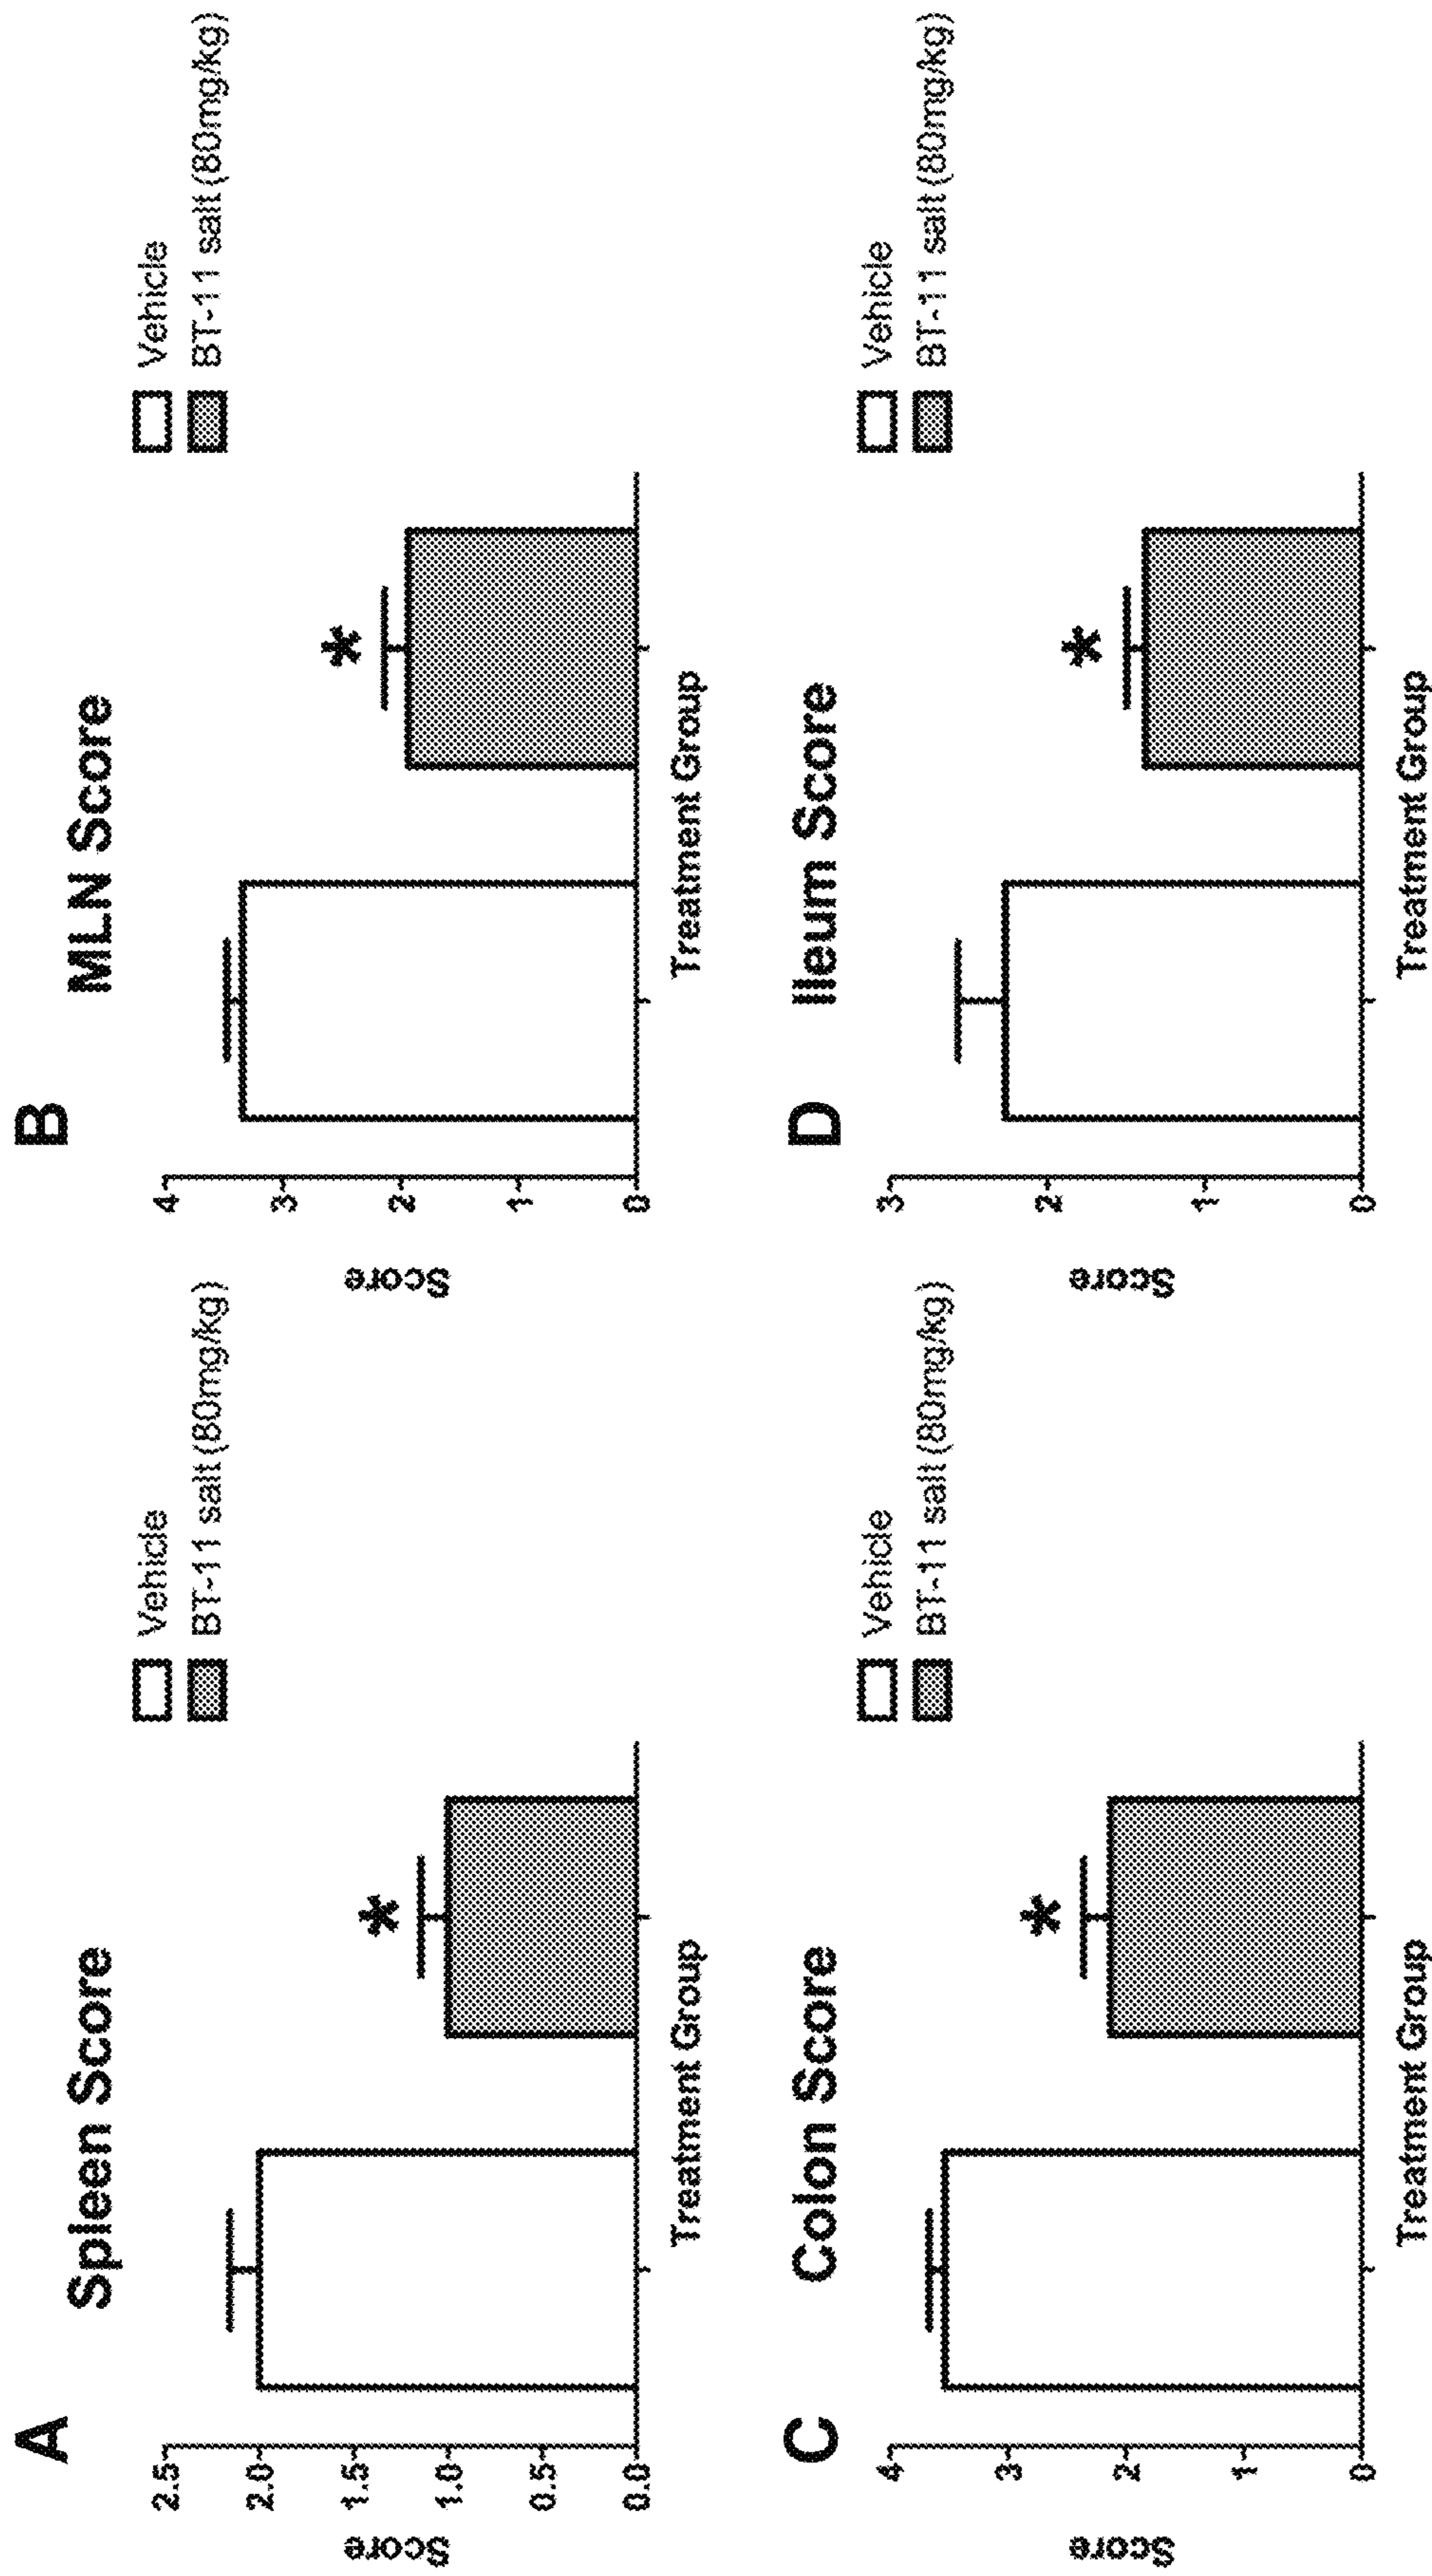 A
Spleen Score
Vehicle
BT-11 salt (80mg/kg)
Score
2.5
2.0
1.5
1.0
0.5
0.0
Treatment Group
B
MLN Score
Vehicle
BT-11 salt (80mg/kg)
Score
4
3
2
1
0
Treatment Group
C
Colon Score
Vehicle
BT-11 salt (80mg/kg)
Score
4
3
2
1
0
Treatment Group
D
Ileum Score
Vehicle
BT-11 salt (80mg/kg)
Score
3
2
1
0
Treatment Group
*
*
*
*